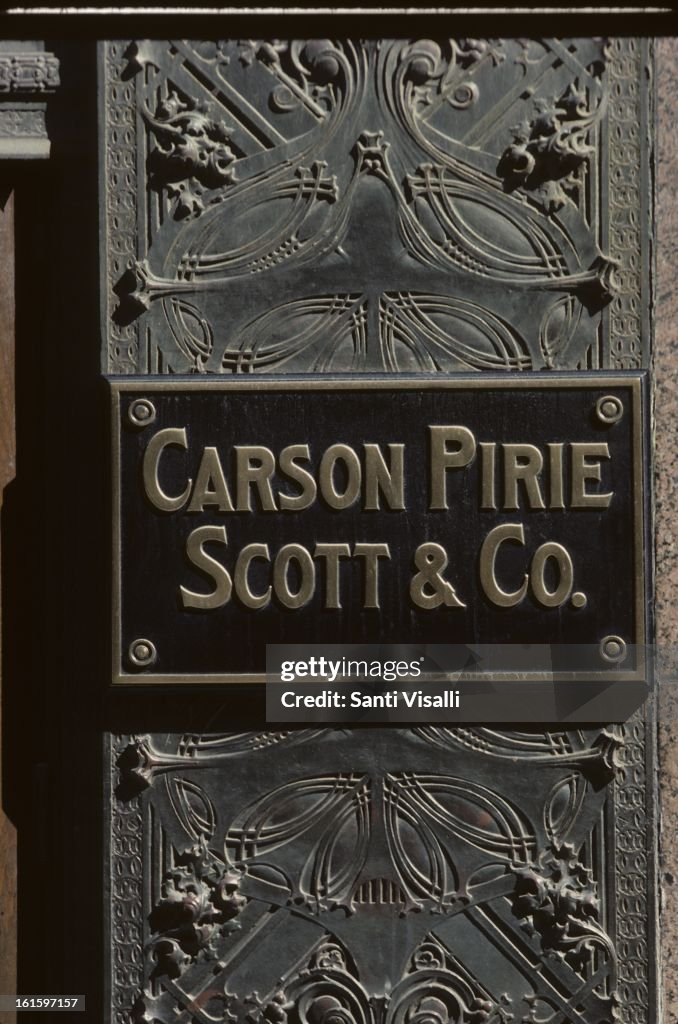 CARSON PIRIE
SCOTT & CO.
gettyimages®
Credit: Santi Visalli
161597157